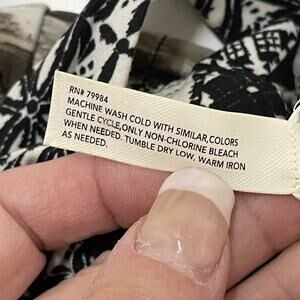 RN# 79984
MACHINE WASH COLD WITH SIMILAR,COLORS
GENTLE CYCLE,ONLY NON-CHLORINE BLEACH
WHEN NEEDED. TUMBLE DRY LOW, WARM IRON
AS NEEDED.